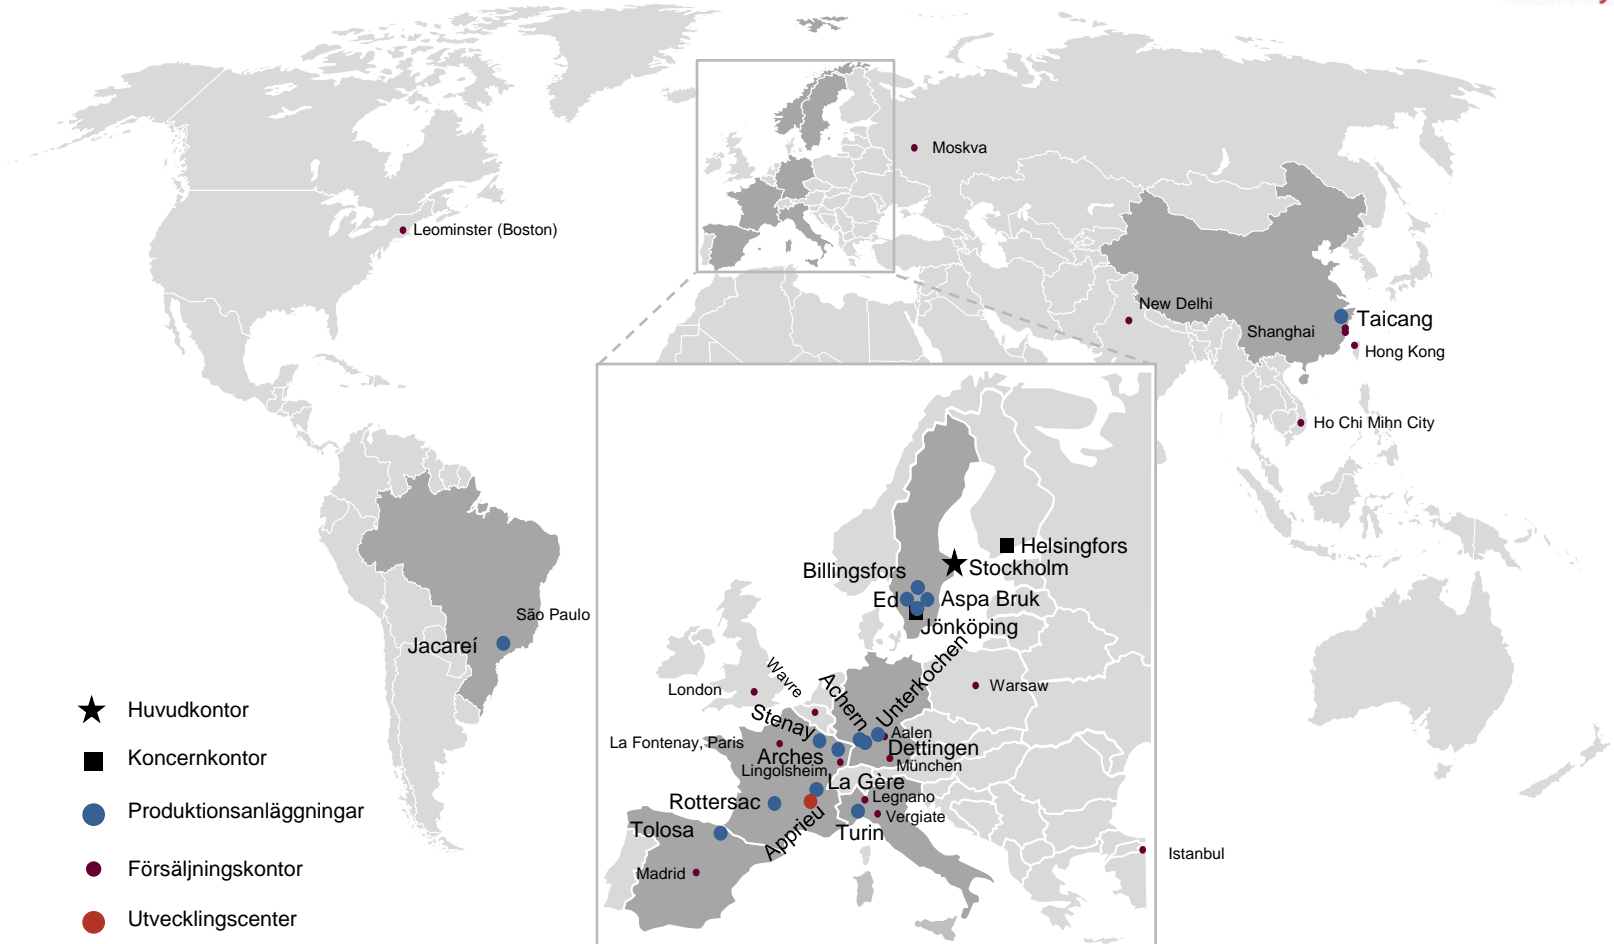 Moskva
Leominster (Boston)
New Delhi
Shanghai
Taicang
Hong Kong
Ho Chi Mihn City
São Paulo
Jacareí
Helsingfors
Stockholm
Billingsfors
Ed
Aspa Bruk
Jönköping
Unterkochen
Achern
Wavre
London
Warsaw
Stenay
Aalen
La Fontenay, Paris
Arches
Dettingen
Lingolsheim
München
La Gère
Rottersac
Legnano
Vergiate
Apprieu
Turin
Tolosa
Madrid
Istanbul
Huvudkontor
Koncernkontor
Produktionsanläggningar
Försäljningskontor
Utvecklingscenter